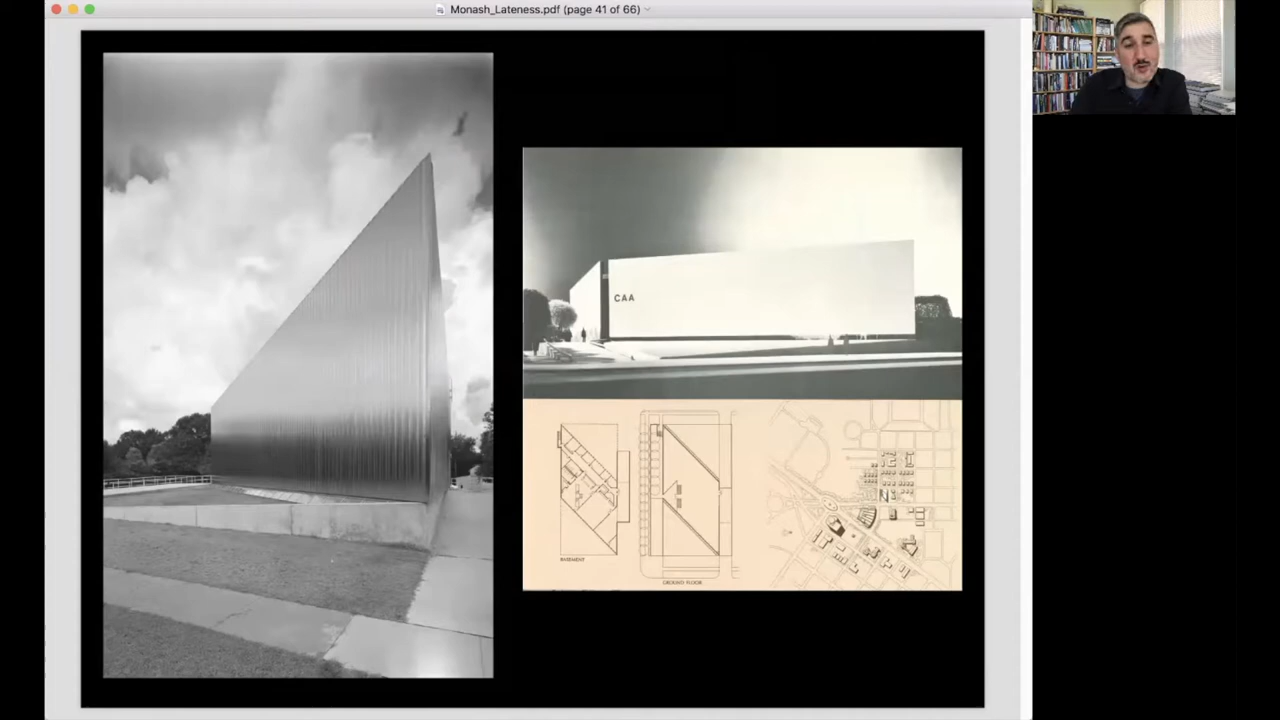 Monash_Lateness.pdf (page 41 of 66)
CAA
BASEMENT
GROUND FLOOR